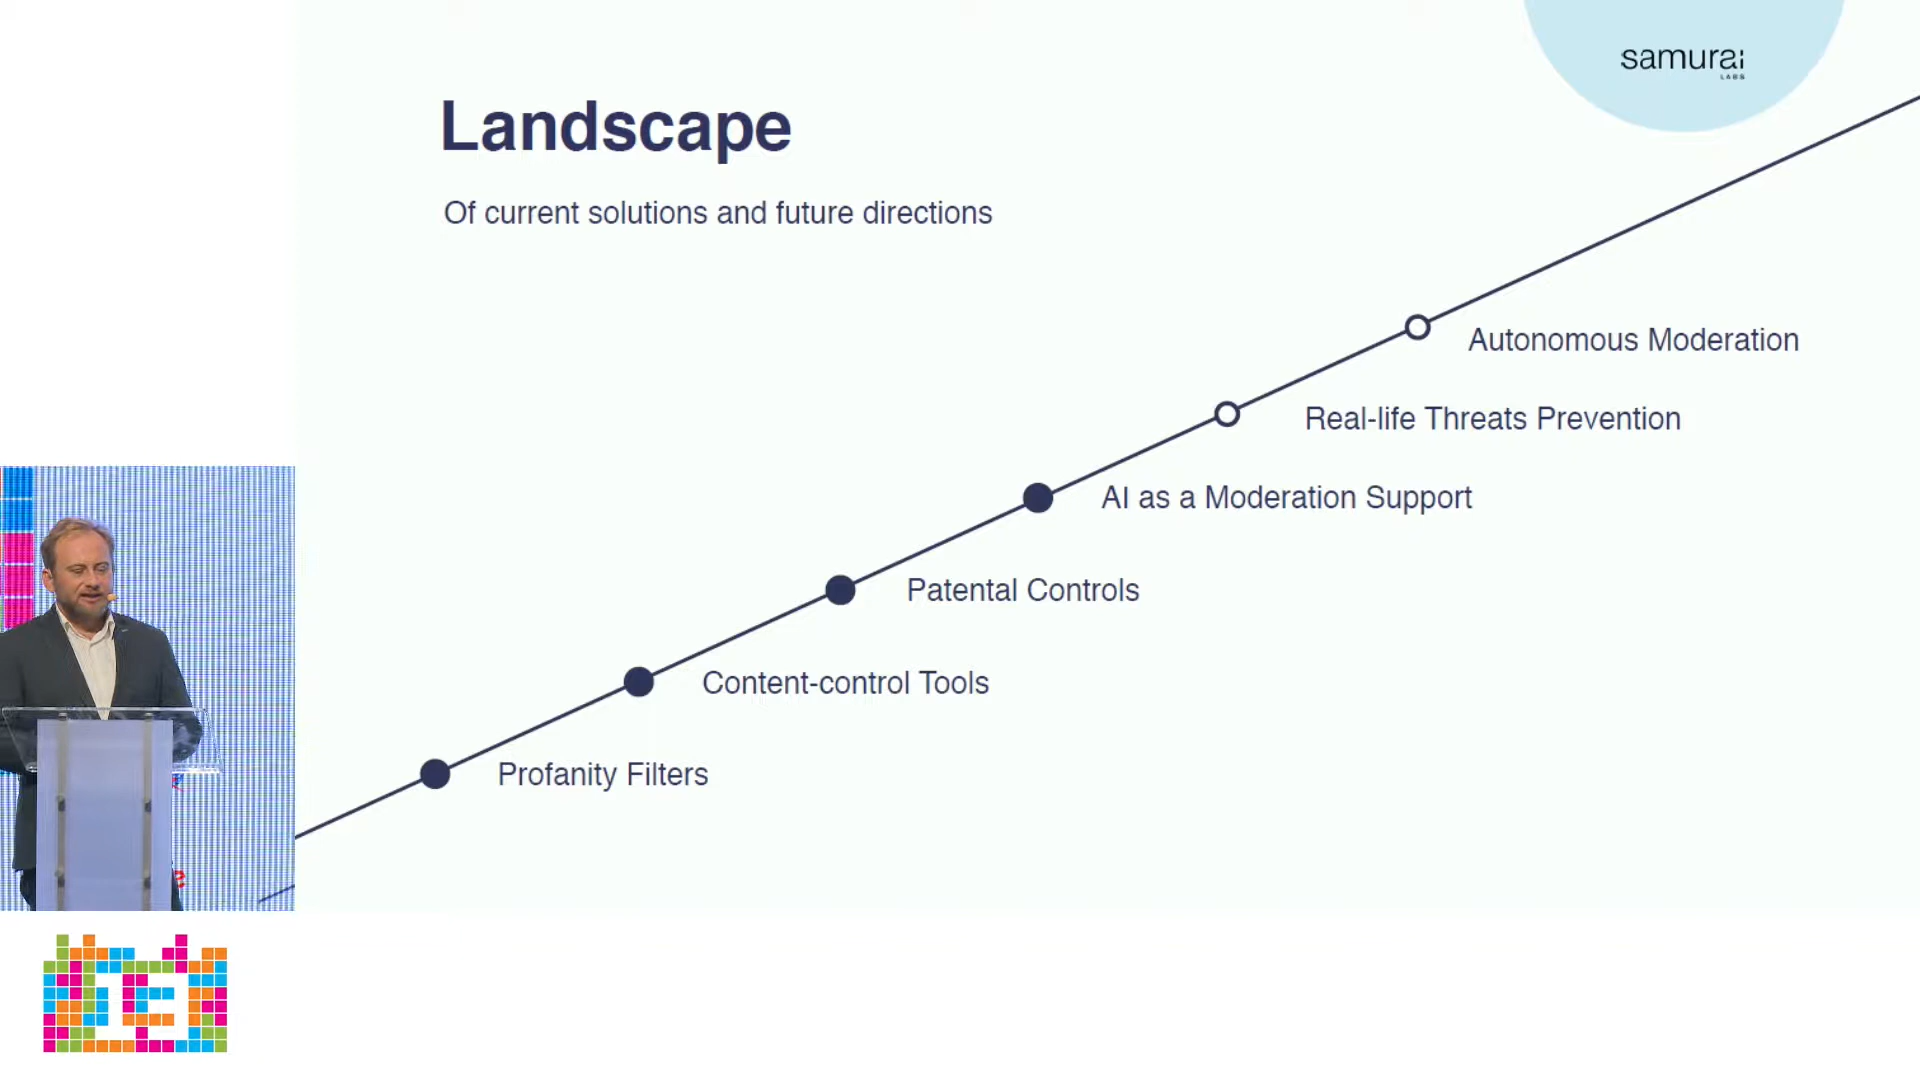 samurai
LABS
Landscape
Of current solutions and future directions
Autonomous Moderation
Real-life Threats Prevention
AI as a Moderation Support
Patental Controls
Content-control Tools
Profanity Filters